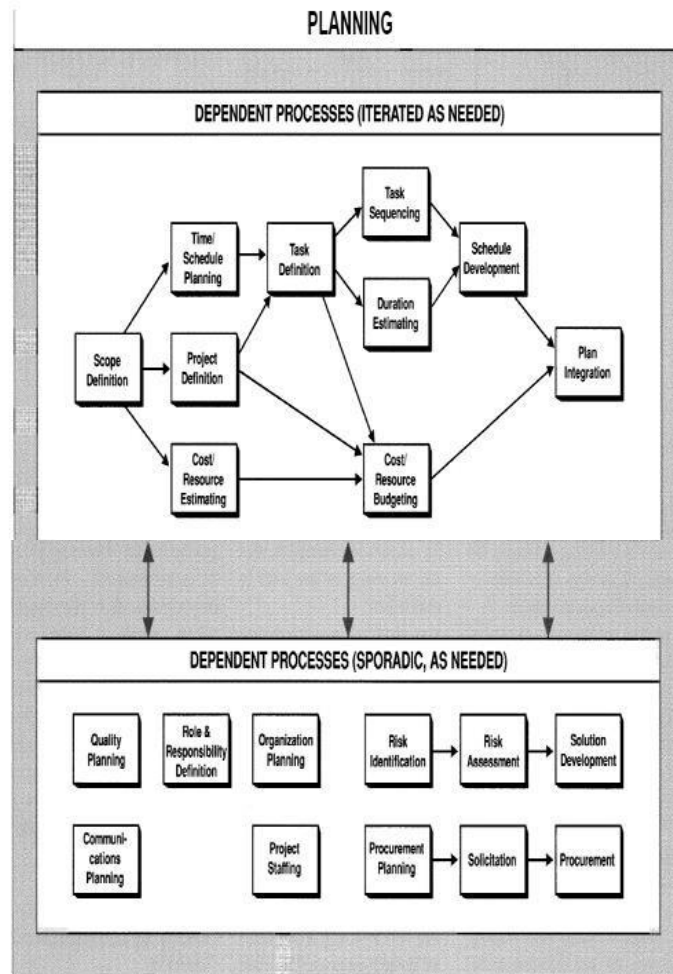 PLANNING
DEPENDENT PROCESSES (ITERATED AS NEEDED)
Task
Sequencing
Time/
Schedule
Planning
Task
Definition
Schedule
Development
Duration
Estimating
Scope
Definition
Project
Definition
Plan
Integration
Cost/
Resource
Estimating
Cost/
Resource
Budgeting
DEPENDENT PROCESSES (SPORADIC, AS NEEDED)
Quality
Planning
Role &
Responsibility
Definition
Organization
Planning
Risk
Identification
Risk
Assessment
Solution
Development
Communi-
cations
Planning
Project
Staffing
Procurement
Planning
Solicitation
Procurement